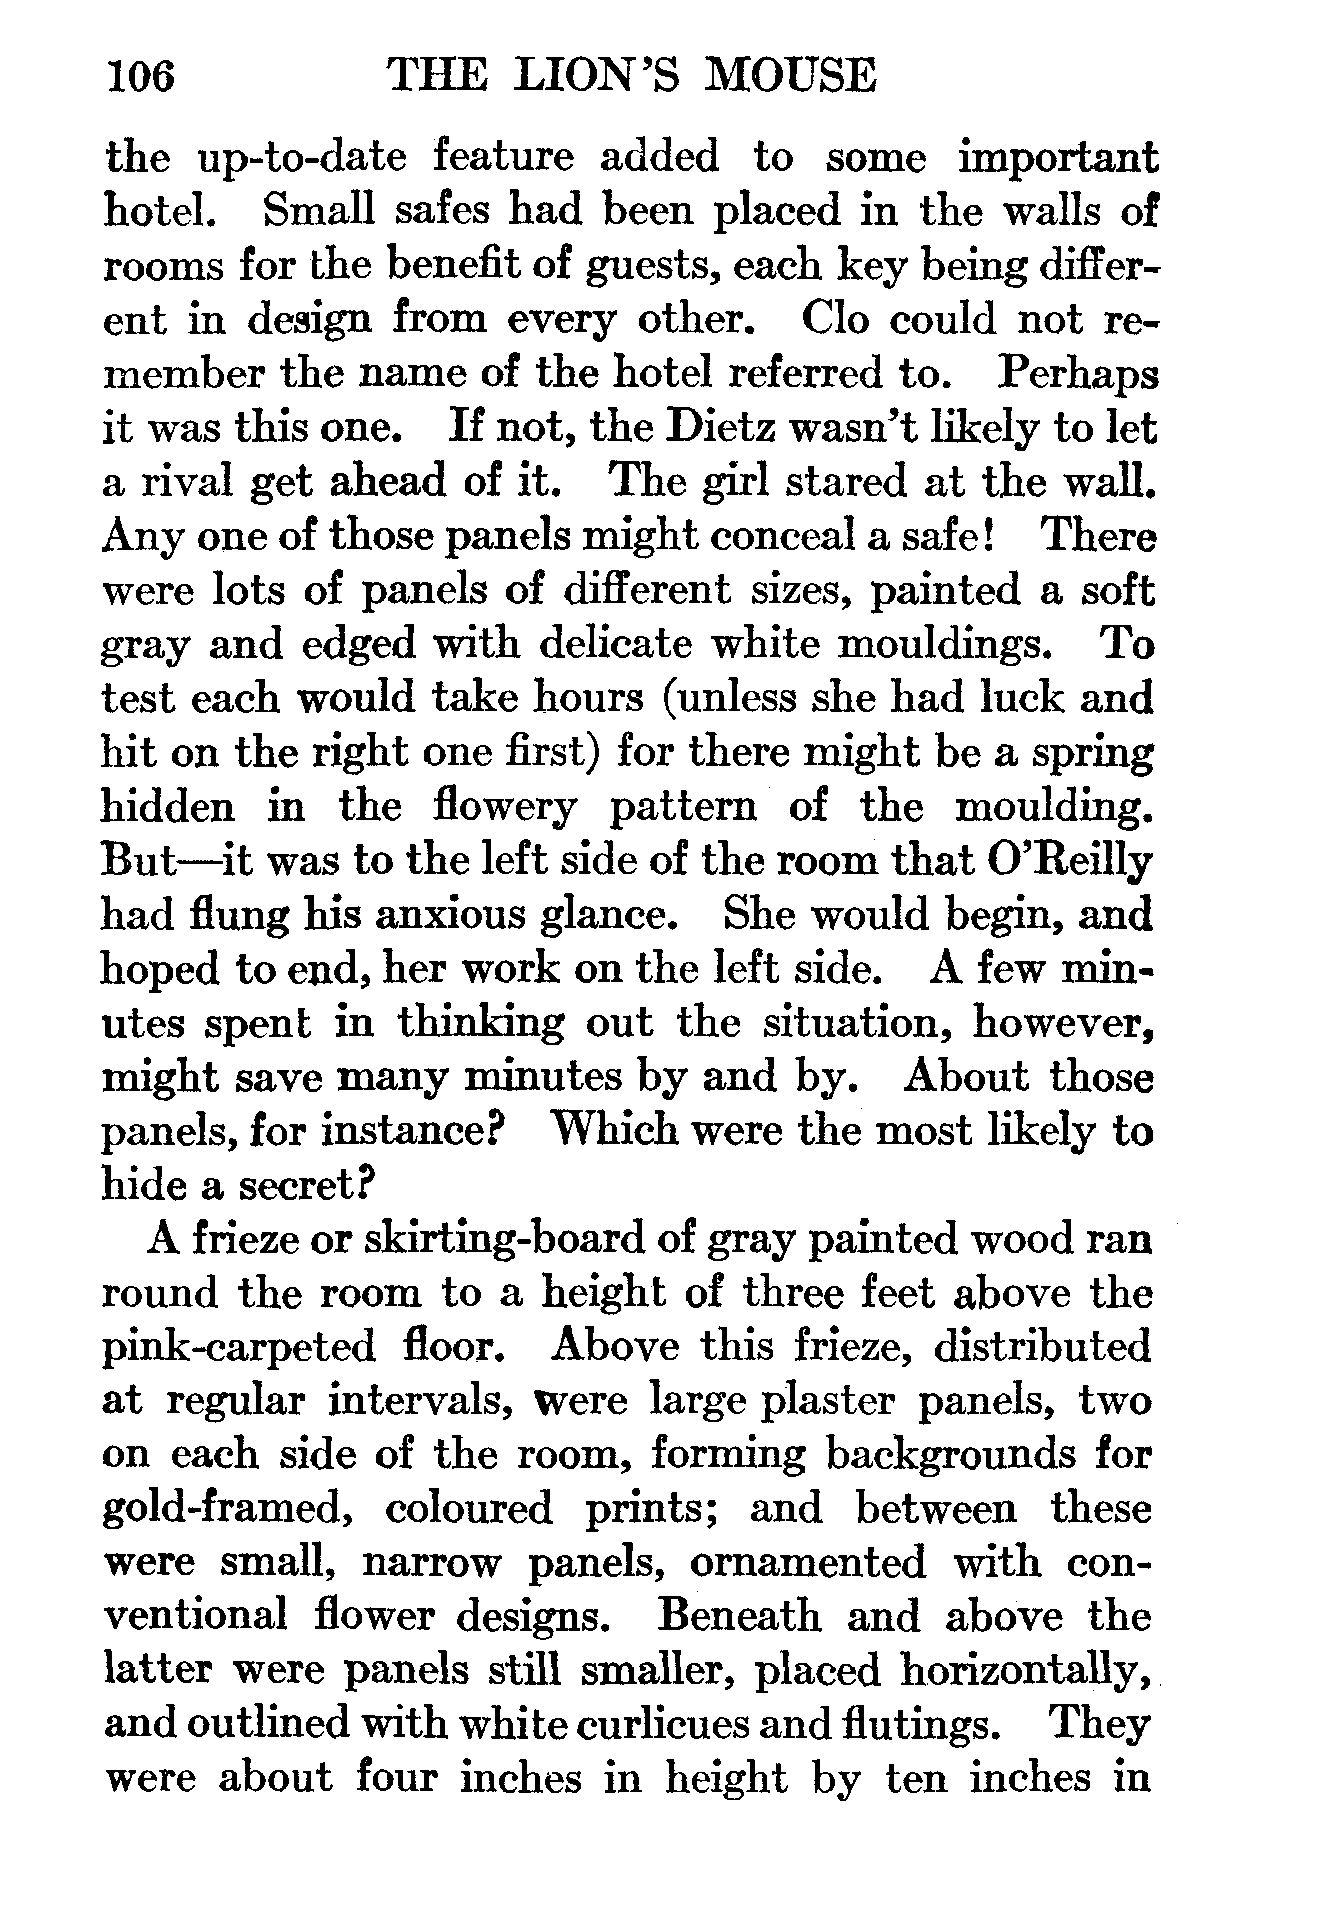 106 THE LION'S MOUSE
the up-to-date feature added to some important
hotel. Small safes had been placed in the walls of
rooms for the benefit of guests, each key being differ-
ent in design from every other. Clo could not re-
member the name of the hotel referred to. Perhaps
it was this one. If not, the Dietz wasn't likely to let
a rival get ahead of it. The girl stared at the wall.
Any one of those panels might conceal a safe! There
were lots of panels of different sizes, painted a soft
gray and edged with delicate white mouldings. To
test each would take hours (unless she had luck and
hit on the right one first) for there might be a spring
hidden in the flowery pattern of the moulding.
But—it was to the left side of the room that O'Reilly
had flung his anxious glance. She would begin, and
hoped to end, her work on the left side. A few min-
utes spent in thinking out the situation, however,
might save many minutes by and by. About those
panels, for instance? Which were the most likely to
hide a secret?
A frieze or skirting-board of gray painted wood ran
round the room to a height of three feet above the
pink-carpeted floor. Above this frieze, distributed
at regular intervals, were large plaster panels, two
on each side of the room, forming backgrounds for
gold-framed, coloured prints; and between these
were small, narrow panels, ornamented with con-
ventional flower designs. Beneath and above the
latter were panels still smaller, placed horizontally,
and outlined with white curlicues and flutings. They
were about four inches in height by ten inches in